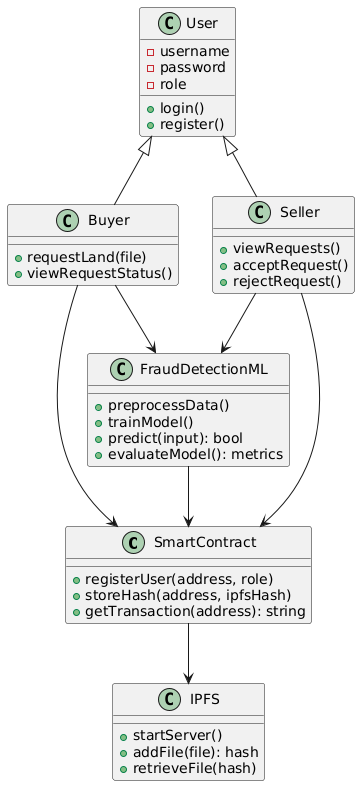 C User
username
password
role
login()
register()
C Buyer
requestLand(file)
viewRequestStatus()
C Seller
viewRequests()
acceptRequest()
rejectRequest()
C FraudDetectionML
preprocessData()
trainModel()
predict(input): bool
evaluateModel(): metrics
C SmartContract
registerUser(address, role)
storeHash(address, ipfsHash)
getTransaction(address): string
C IPFS
startServer()
addFile(file): hash
retrieveFile(hash)